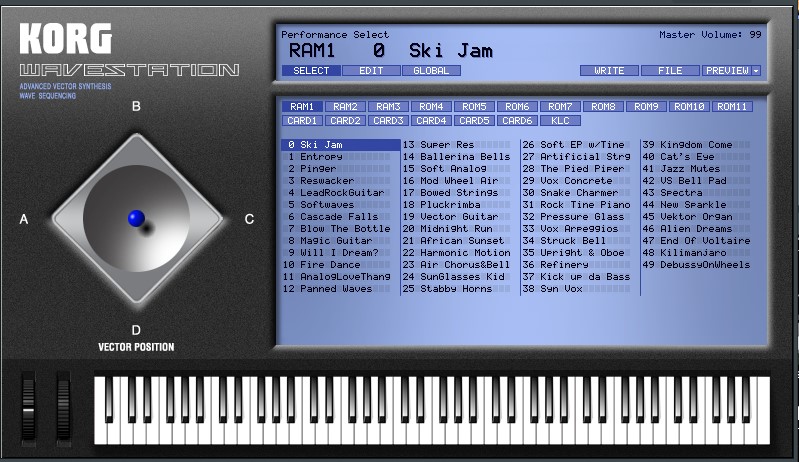 KORG
WAVESTATION
ADVANCED VECTOR SYNTHESIS
WAVE SEQUENCING
B
A
C
D
VECTOR POSITION
Performance Select Master Volume: 99
RAM1 0 Ski Jam
SELECT EDIT GLOBAL WRITE FILE PREVIEW
RAM1 RAM2 RAM3 ROM4 ROM5 ROM6 ROM7 ROM8 ROM9 ROM10 ROM11
CARD1 CARD2 CARD3 CARD4 CARD5 CARD6 KLC
0 Ski Jam
1 Entropy
2 Pinger
3 Reswacker
4 LeadRockGuitar
5 Softwaves
6 Cascade Falls
7 Blow The Bottle
8 Magic Guitar
9 Will I Dream?
10 Fire Dance
11 AnalogLoveThang
12 Panned Waves
13 Super Res
14 Ballerina Bells
15 Soft Analog
16 Mod Wheel Air
17 Bowed Strings
18 Pluckrimba
19 Vector Guitar
20 Midnight Run
21 African Sunset
22 Harmonic Motion
23 Air Chorus&Bell
24 SunGlasses Kid
25 Stabby Horns
26 Soft EP w/Tine
27 Artificial Strg
28 The Pied Piper
29 Vox Concrete
30 Snake Charmer
31 Rock Tine Piano
32 Pressure Glass
33 Vox Arpeggios
34 Struck Bell
35 Upright & Oboe
36 Refinery
37 Kick up da Bass
38 Syn Vox
39 Kingdom Come
40 Cat's Eye
41 Jazz Mutes
42 VS Bell Pad
43 Spectra
44 New Sparkle
45 Vektor Organ
46 Alien Dreams
47 End Of Voltaire
48 Kilimanjaro
49 DebussyOnWheels